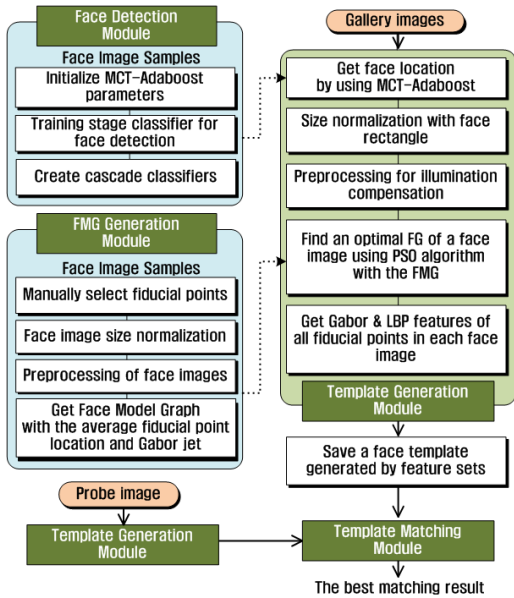 Face Detection
Module
Face Image Samples
Initialize MCT-Adaboost
parameters
Training stage classifier for
face detection
Create cascade classifiers
FMG Generation
Module
Face Image Samples
Manually select fiducial points
Face image size normalization
Preprocessing of face images
Get Face Model Graph
with the average fiducial point
location and Gabor jet
Gallery images
Get face location
by using MCT-Adaboost
Size normalization with face
rectangle
Preprocessing for illumination
compensation
Find an optimal FG of a face
image using PSO algorithm
with the FMG
Get Gabor & LBP features of
all fiducial points in each face
image
Template Generation
Module
Save a face template
generated by feature sets
Probe image
Template Generation
Module
Template Matching
Module
The best matching result